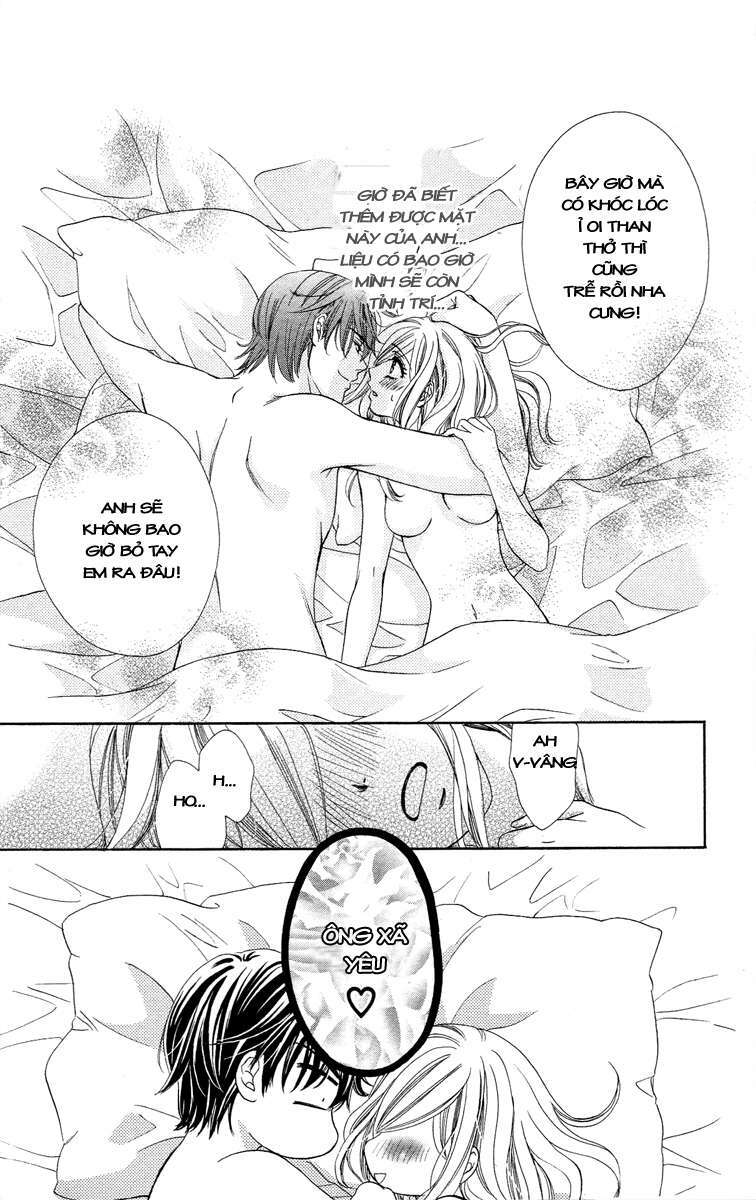 BÂY GIỜ MÀ
CÓ KHÓC LÓC
Ỉ OI THAN
THỞ THÌ
CŨNG
TRỄ RỒI NHA
CƯNG!
GIỜ ĐÃ BIẾT
THÊM ĐƯỢC MẶT
NÀY CỦA ANH...
LIỆU CÓ BAO GIỜ
MÌNH SẼ CÒN
TỈNH TRÍ...
ANH SẼ
KHÔNG BAO
GIỜ BỎ TAY
EM RA ĐÂU!
AH
V-VÂNG
H...
HO...
ÔNG XÃ
YÊU
♡